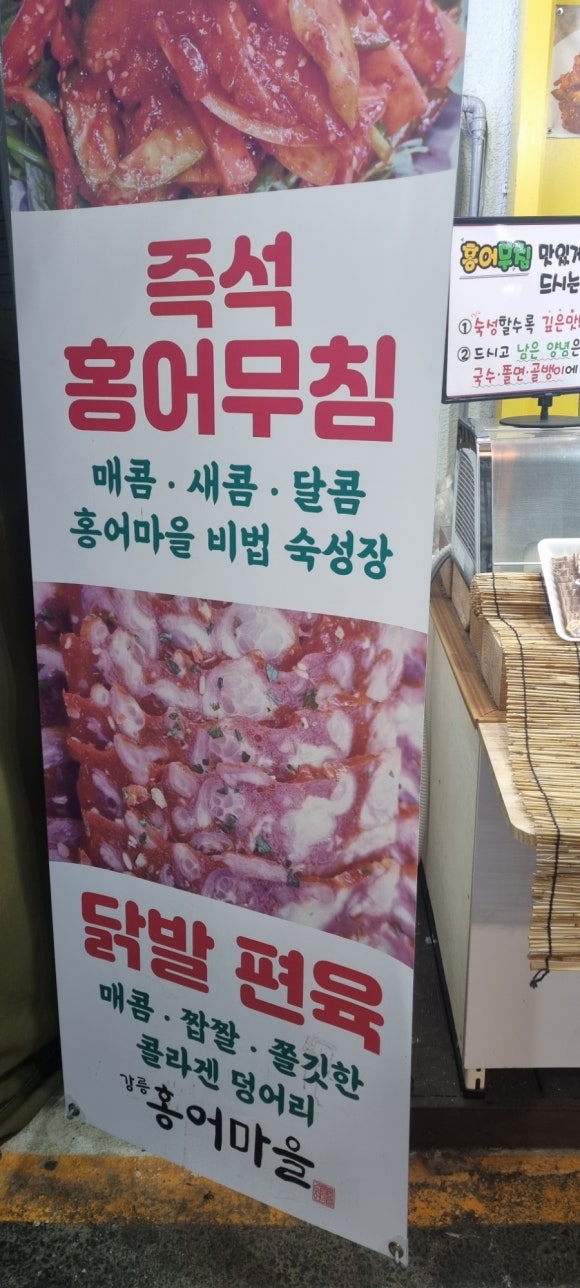 즉석
홍어무침
매콤 · 새콤 · 달콤
홍어마을 비법 숙성장
닭발 편육
매콤 · 짭짤 · 쫄깃한
콜라겐 덩어리
강릉 홍어마을
홍어무침 맛있게
드시는
① 숙성할수록 깊은맛
② 드시고 남은 양념은
국수·쫄면·골뱅이에